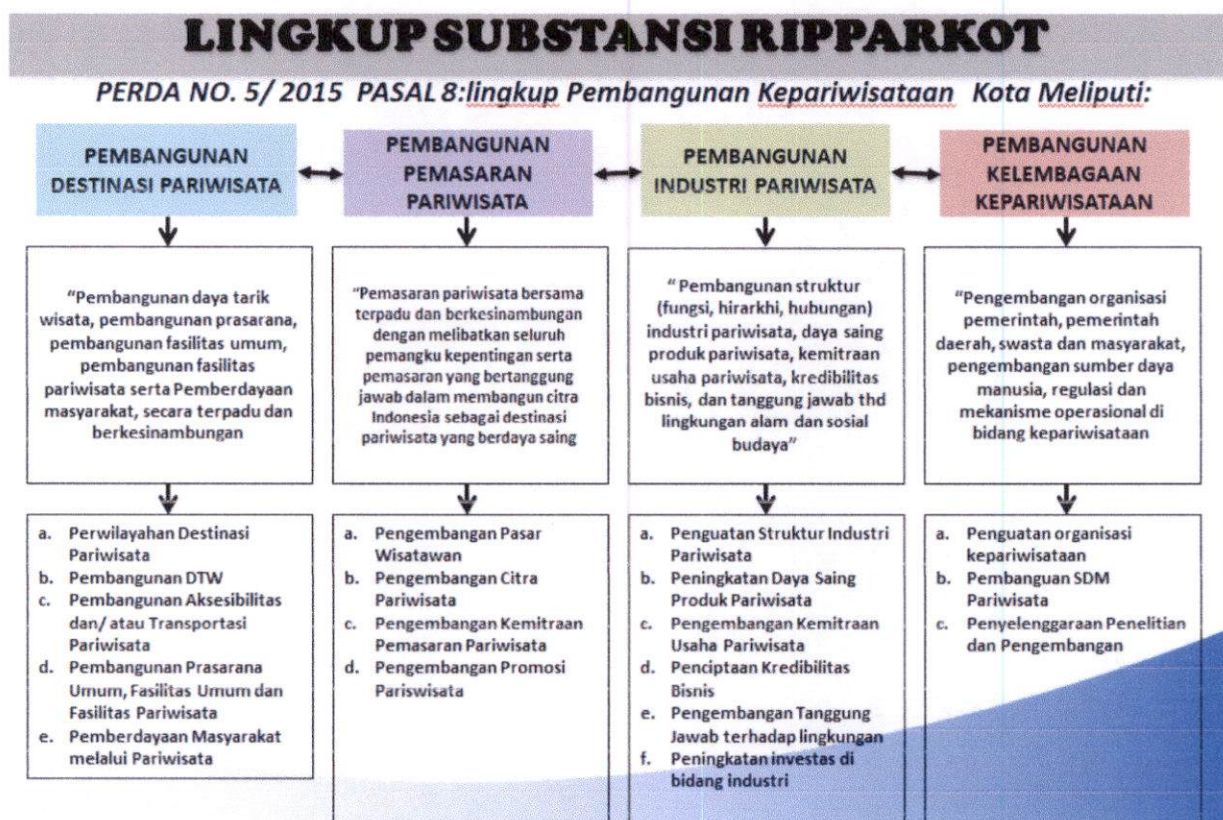 LINGKUP SUBSTANSI RIPPARKOT
PERDA NO. 5/ 2015 PASAL 8:lingkup Pembangunan Kepariwisataan Kota Meliputi:
PEMBANGUNAN
DESTINASI PARIWISATA
PEMBANGUNAN
PEMASARAN
PARIWISATA
PEMBANGUNAN
INDUSTRI PARIWISATA
PEMBANGUNAN
KELEMBAGAAN
KEPARIWISATAAN
"Pembangunan daya tarik
wisata, pembangunan prasarana,
pembangunan fasilitas umum,
pembangunan fasilitas
pariwisata serta Pemberdayaan
masyarakat, secara terpadu dan
berkesinambungan
"Pemasaran pariwisata bersama
terpadu dan berkesinambungan
dengan melibatkan seluruh
pemangku kepentingan serta
pemasaran yang bertanggung
jawab dalam membangun citra
Indonesia sebagai destinasi
pariwisata yang berdaya saing
" Pembangunan struktur
(fungsi, hirarkhi, hubungan)
industri pariwisata, daya saing
produk pariwisata, kemitraan
usaha pariwisata, kredibilitas
bisnis, dan tanggung jawab thd
lingkungan alam dan sosial
budaya"
"Pengembangan organisasi
pemerintah, pemerintah
daerah, swasta dan masyarakat,
pengembangan sumber daya
manusia, regulasi dan
mekanisme operasional di
bidang kepariwisataan
a. Perwilayahan Destinasi
Pariwisata
b. Pembangunan DTW
c. Pembangunan Aksesibilitas
dan/ atau Transportasi
Pariwisata
d. Pembangunan Prasarana
Umum, Fasilitas Umum dan
Fasilitas Pariwisata
e. Pemberdayaan Masyarakat
melalui Pariwisata
a. Pengembangan Pasar
Wisatawan
b. Pengembangan Citra
Pariwisata
c. Pengembangan Kemitraan
Pemasaran Pariwisata
d. Pengembangan Promosi
Pariswisata
a. Penguatan Struktur Industri
Pariwisata
b. Peningkatan Daya Saing
Produk Pariwisata
c. Pengembangan Kemitraan
Usaha Pariwisata
d. Penciptaan Kredibilitas
Bisnis
e. Pengembangan Tanggung
Jawab terhadap lingkungan
f. Peningkatan investas di
bidang industri
a. Penguatan organisasi
kepariwisataan
b. Pembanguan SDM
Pariwisata
c. Penyelenggaraan Penelitian
dan Pengembangan